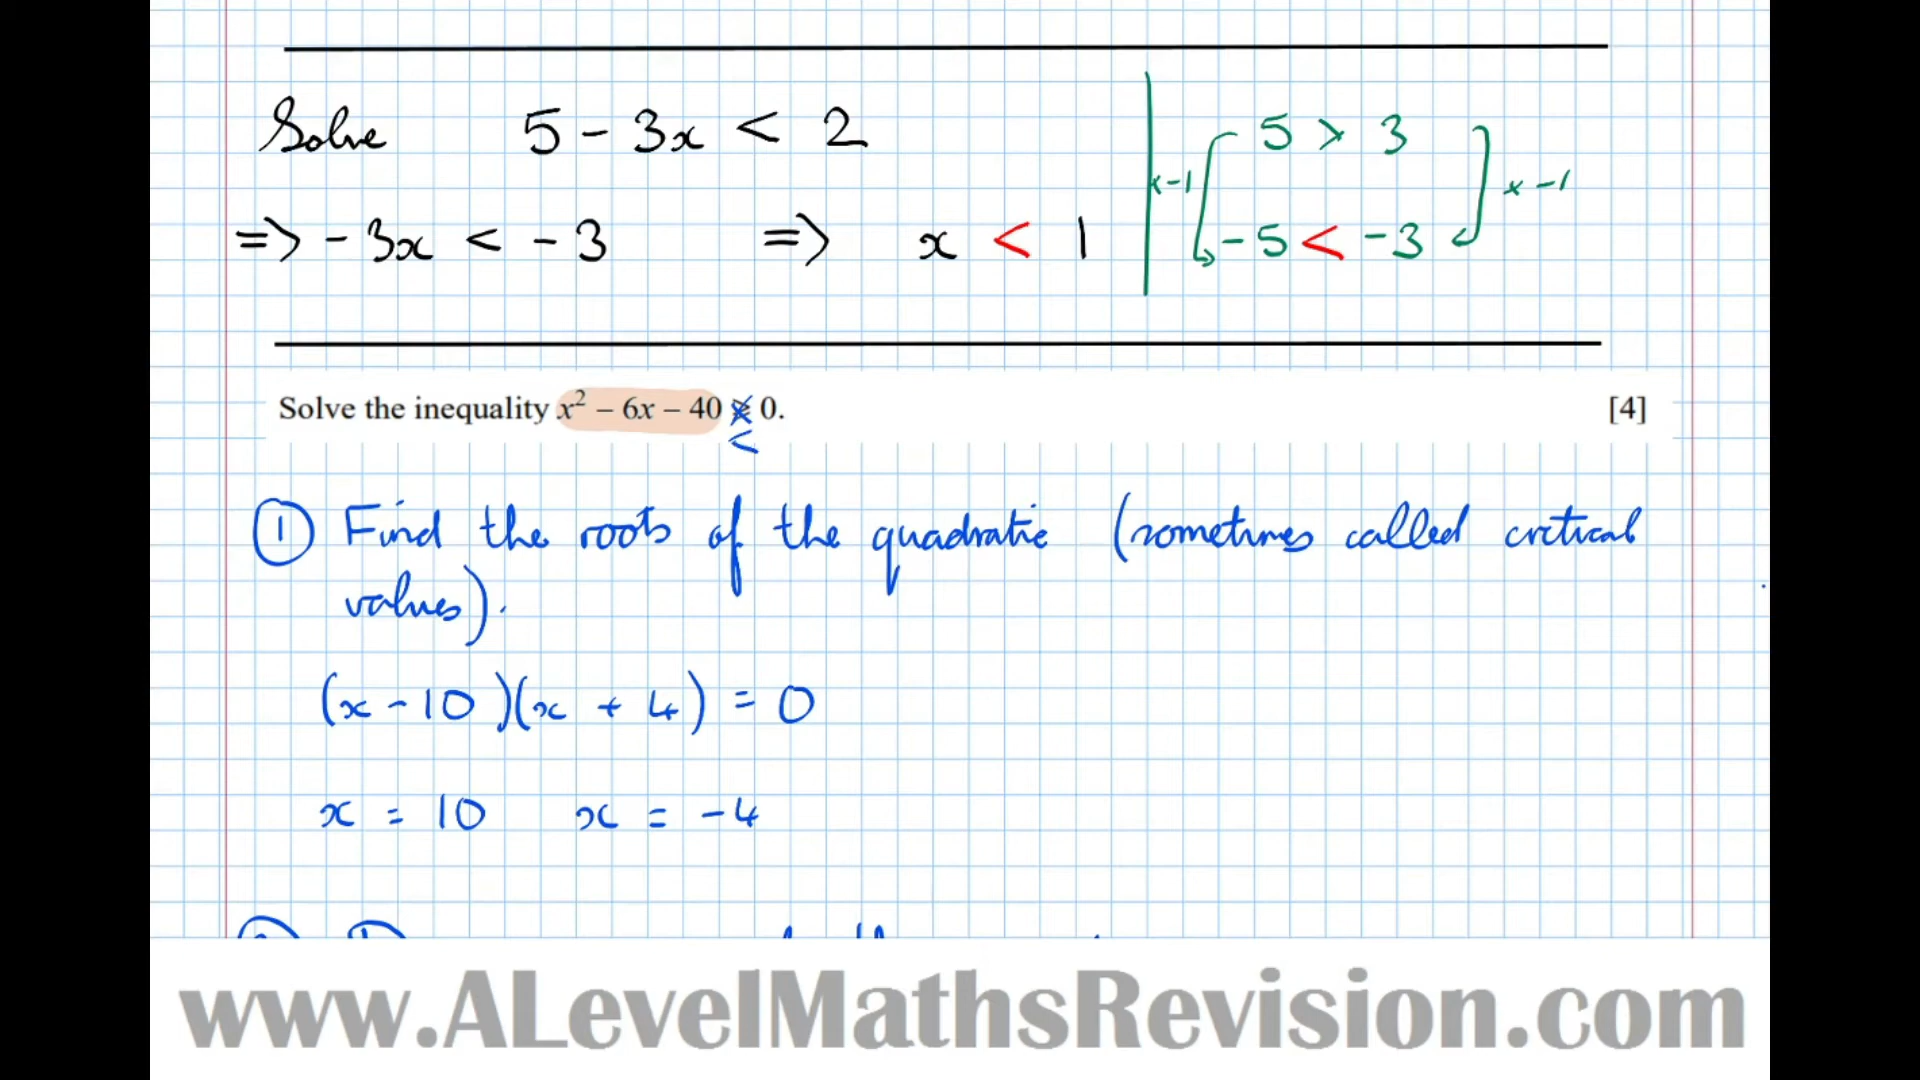 Solve 5 - 3x < 2
=> - 3x < - 3 => x < 1
5 > 3
x -1 x -1
-5 < -3
Solve the inequality x² – 6x – 40 ⩾ 0. [4]
<
① Find the roots of the quadratic (sometimes called critical
values).
(x - 10)(x + 4) = 0
x = 10 x = -4
www.ALevelMathsRevision.com